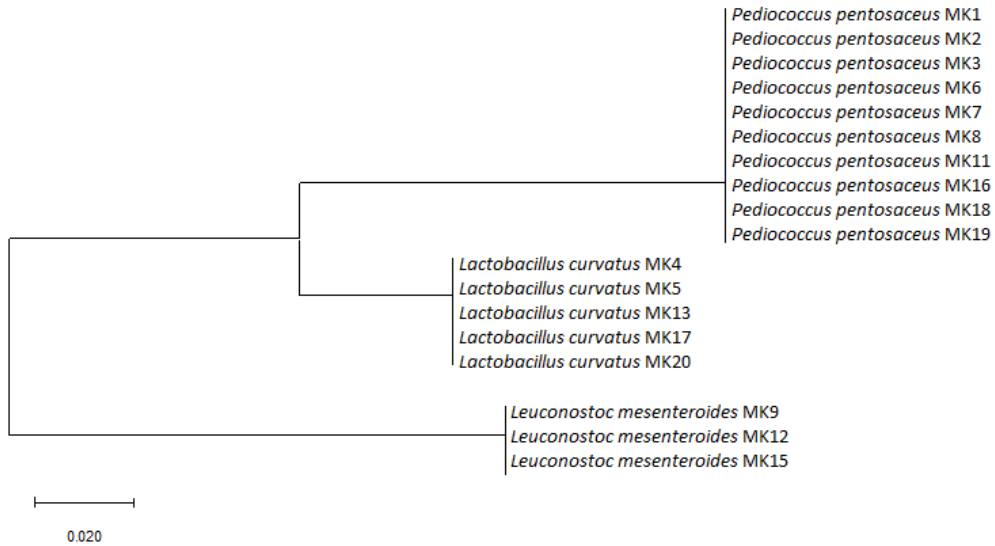 Pediococcus pentosaceus MK1
Pediococcus pentosaceus MK2
Pediococcus pentosaceus MK3
Pediococcus pentosaceus MK6
Pediococcus pentosaceus MK7
Pediococcus pentosaceus MK8
Pediococcus pentosaceus MK11
Pediococcus pentosaceus MK16
Pediococcus pentosaceus MK18
Pediococcus pentosaceus MK19
Lactobacillus curvatus MK4
Lactobacillus curvatus MK5
Lactobacillus curvatus MK13
Lactobacillus curvatus MK17
Lactobacillus curvatus MK20
Leuconostoc mesenteroides MK9
Leuconostoc mesenteroides MK12
Leuconostoc mesenteroides MK15
0.020